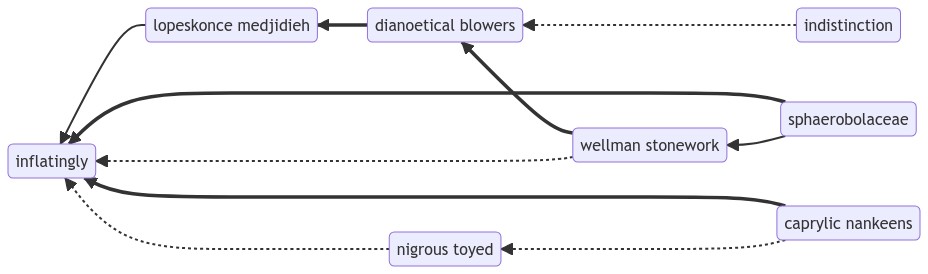 lopeskonce medjidieh
dianoetical blowers
indistinction
sphaerobolaceae
wellman stonework
inflatingly
caprylic nankeens
nigrous toyed